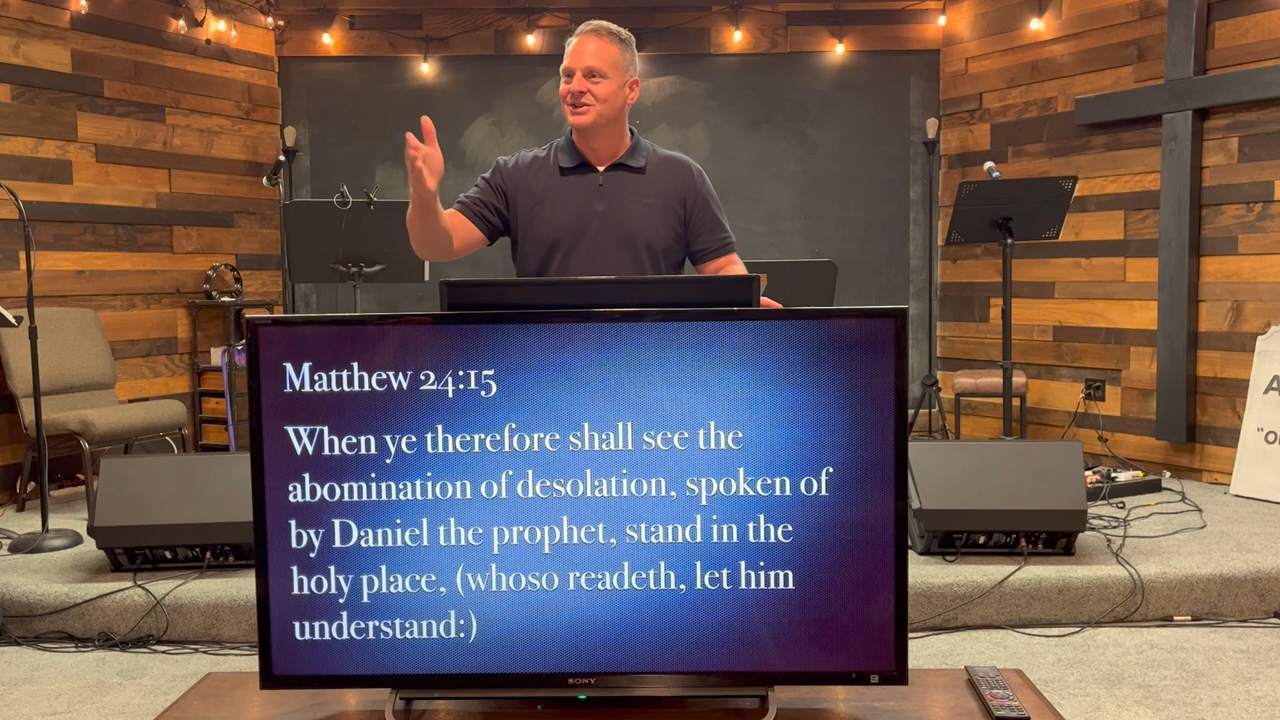 Matthew 24:15
When ye therefore shall see the
abomination of desolation, spoken of
by Daniel the prophet, stand in the
holy place, (whoso readeth, let him
understand:)
SONY